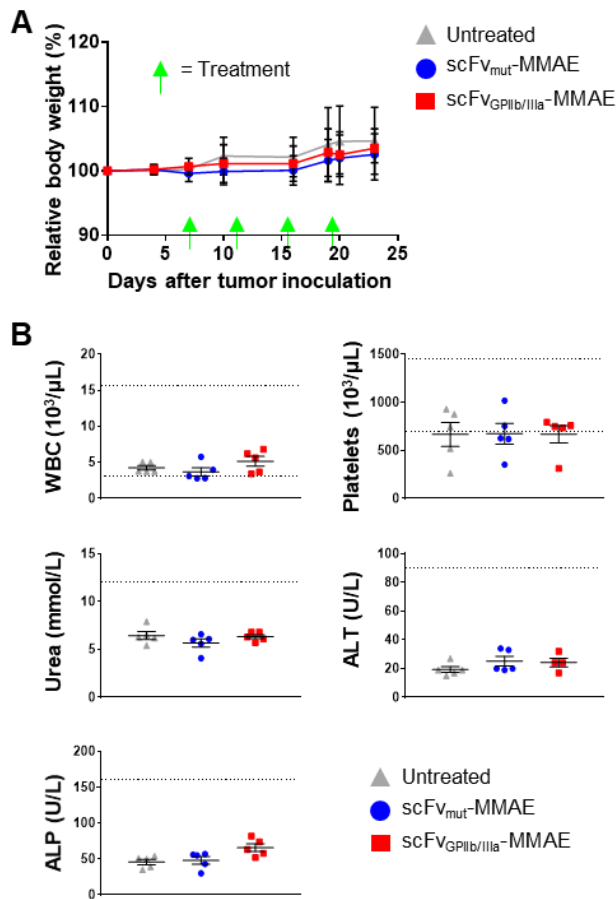 A
Relative body weight (%)
120
110
100
90
0 5 10 15 20 25
Days after tumor inoculation
= Treatment
Untreated
scFvmut-MMAE
scFvGPIIb/IIIa-MMAE
B
WBC (10³/µL)
20
15
10
5
0
Platelets (10³/µL)
1500
1000
500
0
Urea (mmol/L)
15
10
5
0
ALT (U/L)
100
80
60
40
20
0
ALP (U/L)
200
150
100
50
0
Untreated
scFvmut-MMAE
scFvGPIIb/IIIa-MMAE